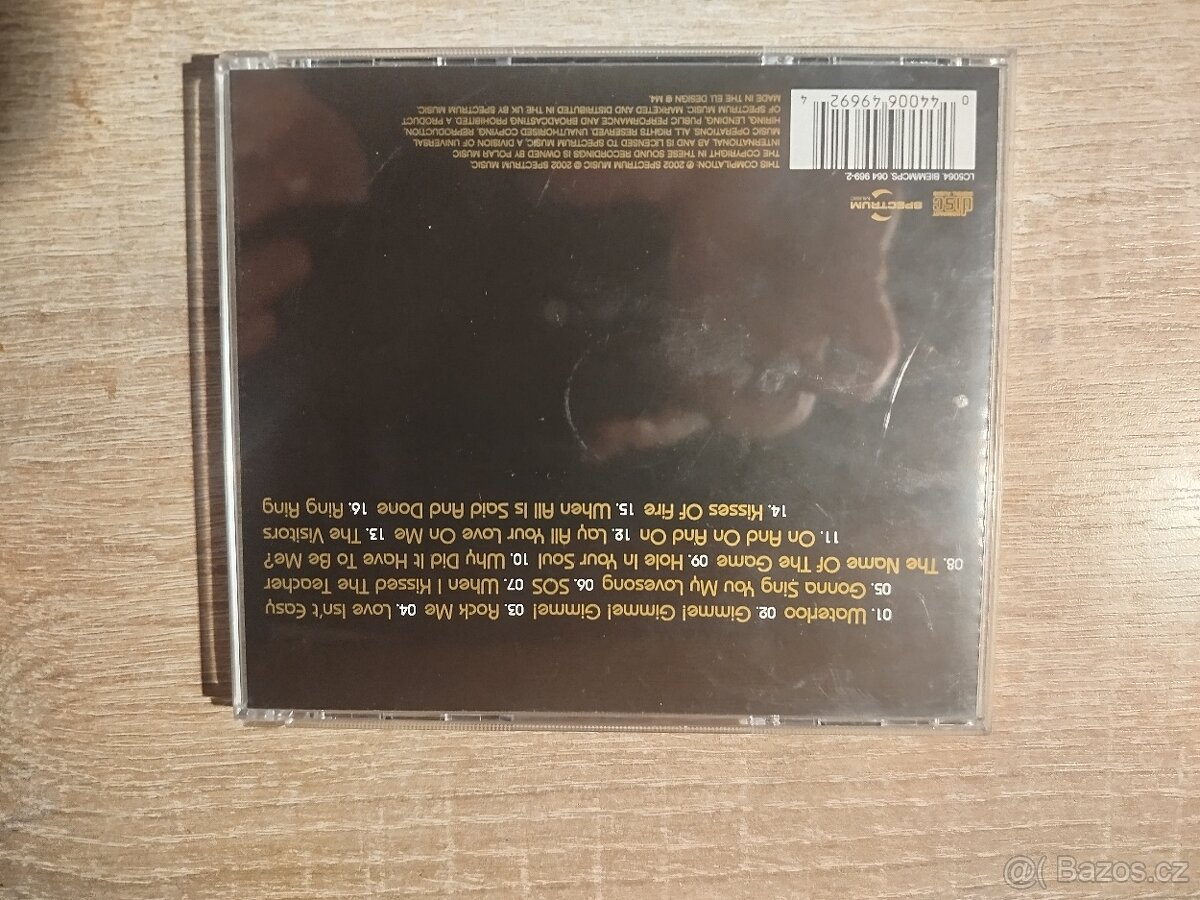 01. Waterloo 02. Gimme! Gimme! Gimme! 03. Rock Me 04. Love Isn't Easy
05. Gonna Sing You My Lovesong 06. SOS 07. When I Kissed The Teacher
08. The Name Of The Game 09. Hole In Your Soul 10. Why Did It Have To Be Me?
11. On And On And On 12. Lay All Your Love On Me 13. The Visitors
14. Kisses Of Fire 15. When All Is Said And Done 16. Ring Ring
disc
SPECTRUM
MUSIC
LC5064. BIEM/MCPS. 064 969-2.
0 44006 49692 4
THIS COMPILATION: ℗ 2002 SPECTRUM MUSIC © 2002 SPECTRUM MUSIC.
THE COPYRIGHT IN THESE SOUND RECORDINGS IS OWNED BY POLAR MUSIC
INTERNATIONAL AB AND IS LICENSED TO SPECTRUM MUSIC, A DIVISION OF UNIVERSAL
MUSIC OPERATIONS. ALL RIGHTS RESERVED. UNAUTHORISED COPYING, REPRODUCTION,
HIRING, LENDING, PUBLIC PERFORMANCE AND BROADCASTING PROHIBITED. A PRODUCT
OF SPECTRUM MUSIC. MARKETED AND DISTRIBUTED IN THE UK BY SPECTRUM MUSIC.
MADE IN THE EU. DESIGN @ M4.
@( Bazos.cz